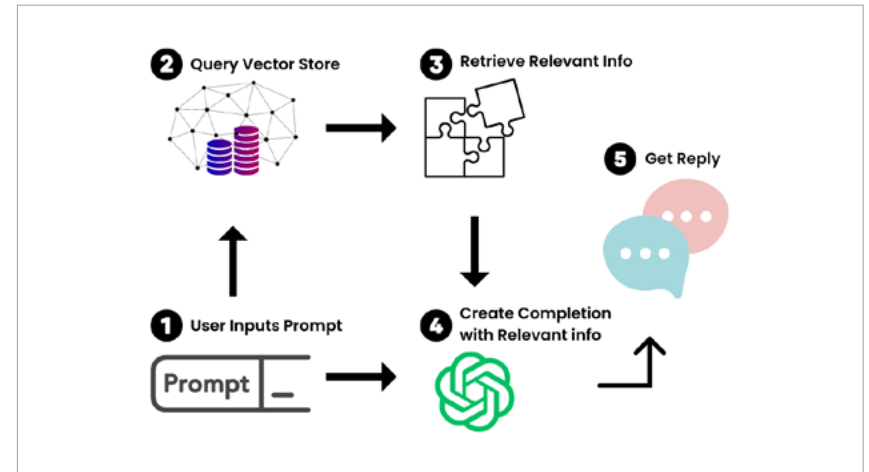 1 User Inputs Prompt
Prompt _
2 Query Vector Store
3 Retrieve Relevant Info
4 Create Completion
with Relevant info
5 Get Reply